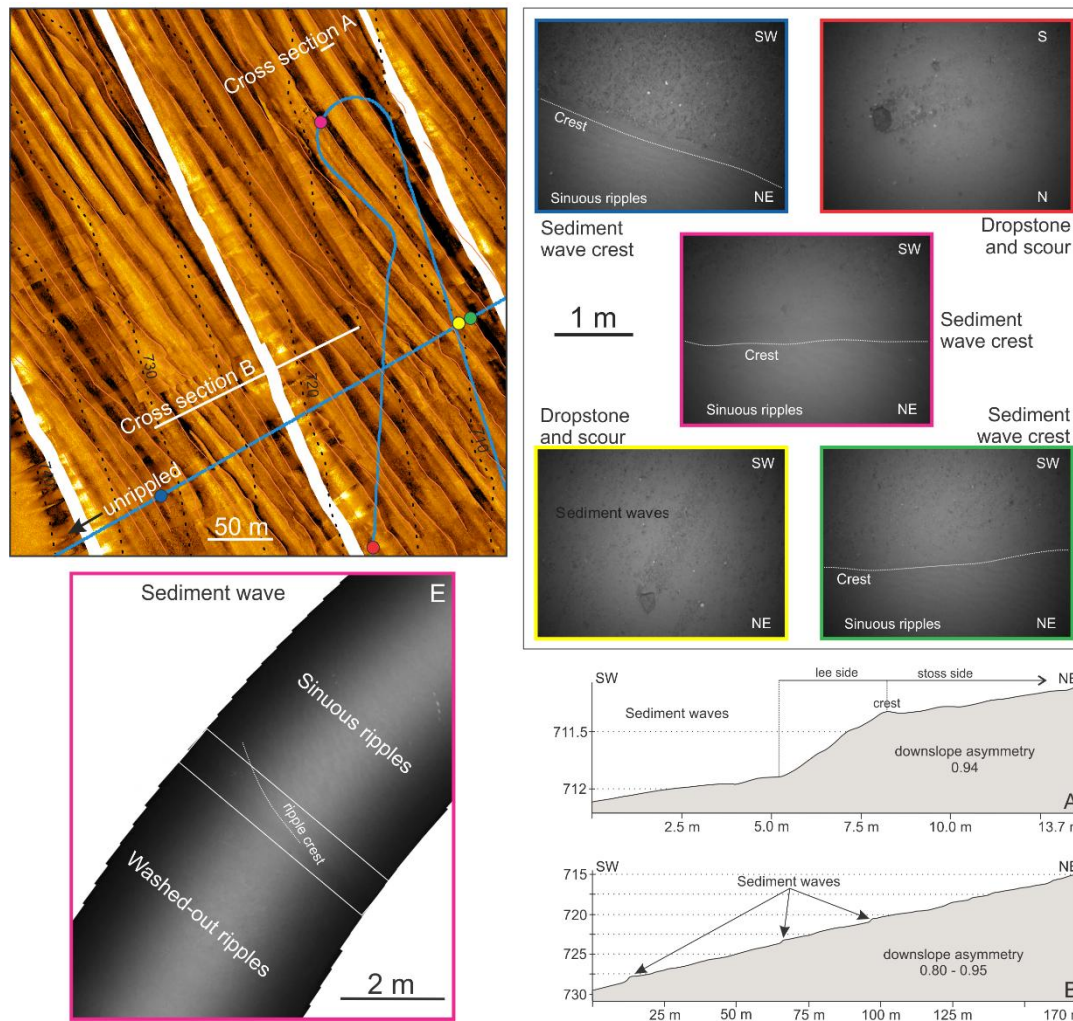 Cross section A
730
720
710
Cross section B
unrippled
50 m
SW
Crest
Sinuous ripples
NE
Sediment
wave crest
S
N
Dropstone
and scour
1 m
SW
Crest
Sinuous ripples
NE
Sediment
wave crest
Dropstone
and scour
SW
Sediment waves
NE
Sediment
wave crest
SW
Crest
Sinuous ripples
NE
Sediment wave
E
Sinuous ripples
ripple crest
Washed-out ripples
2 m
SW
lee side
stoss side
NE
Sediment waves
crest
711.5
downslope asymmetry
0.94
712
A
2.5 m
5.0 m
7.5 m
10.0 m
13.7 m
SW
NE
715
Sediment waves
720
725
downslope asymmetry
0.80 - 0.95
730
B
25 m
50 m
75 m
100 m
125 m
170 m